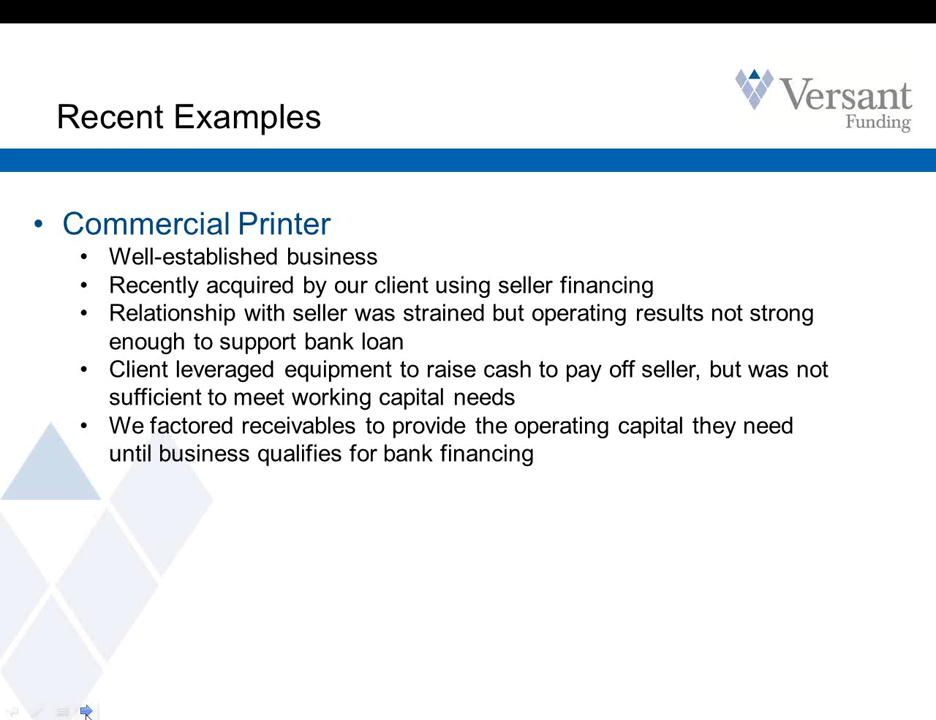 Recent Examples
Versant
Funding
• Commercial Printer
• Well-established business
• Recently acquired by our client using seller financing
• Relationship with seller was strained but operating results not strong
enough to support bank loan
• Client leveraged equipment to raise cash to pay off seller, but was not
sufficient to meet working capital needs
• We factored receivables to provide the operating capital they need
until business qualifies for bank financing